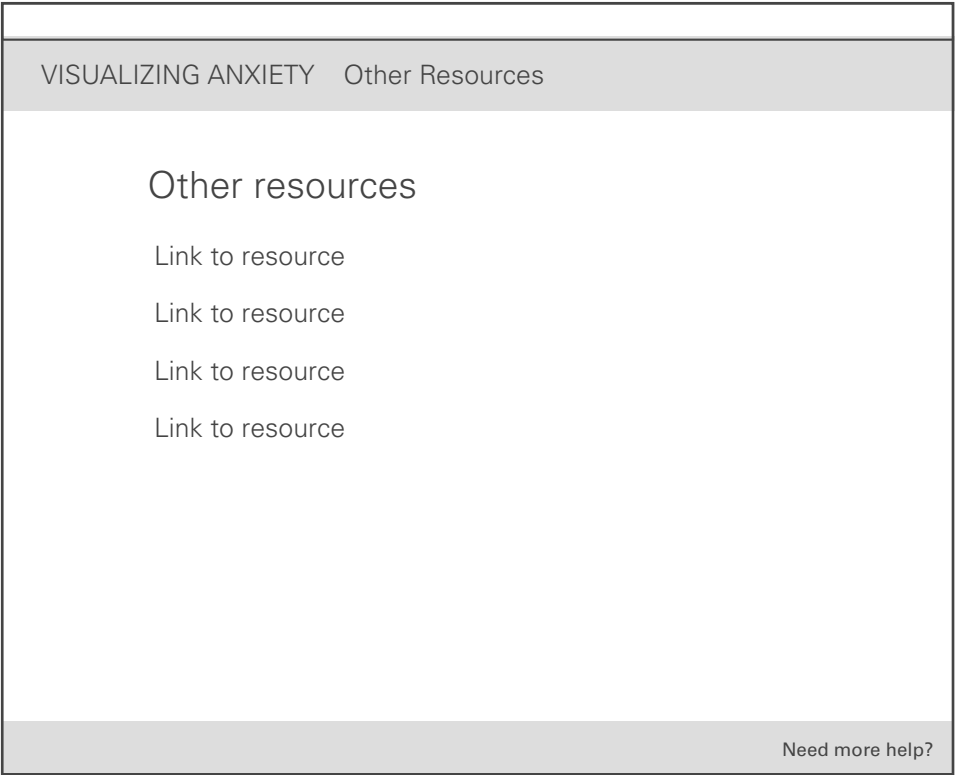 VISUALIZING ANXIETY Other Resources
Other resources
Link to resource
Link to resource
Link to resource
Link to resource
Need more help?